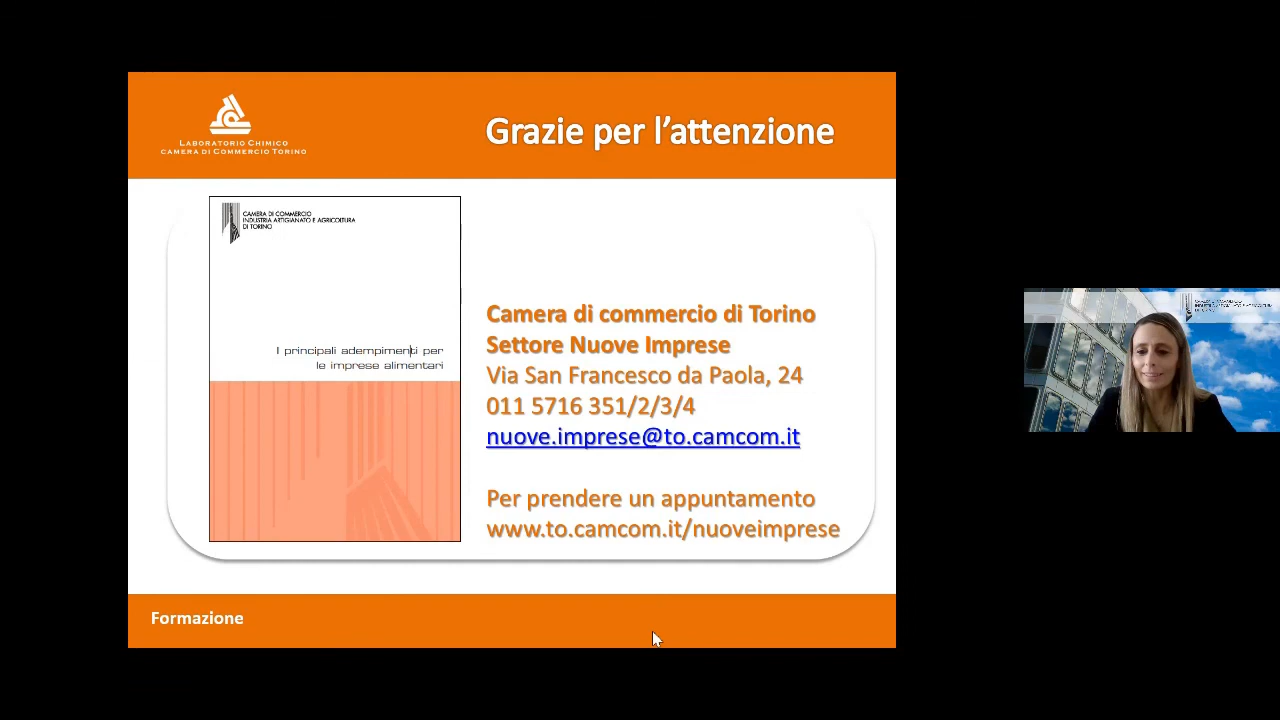 LABORATORIO CHIMICO
CAMERA DI COMMERCIO TORINO
Grazie per l'attenzione
CAMERA DI COMMERCIO
INDUSTRIA ARTIGIANATO E AGRICOLTURA
DI TORINO
I principali adempimenti per
le imprese alimentari
Camera di commercio di Torino
Settore Nuove Imprese
Via San Francesco da Paola, 24
011 5716 351/2/3/4
nuove.imprese@to.camcom.it
Per prendere un appuntamento
www.to.camcom.it/nuoveimprese
Formazione